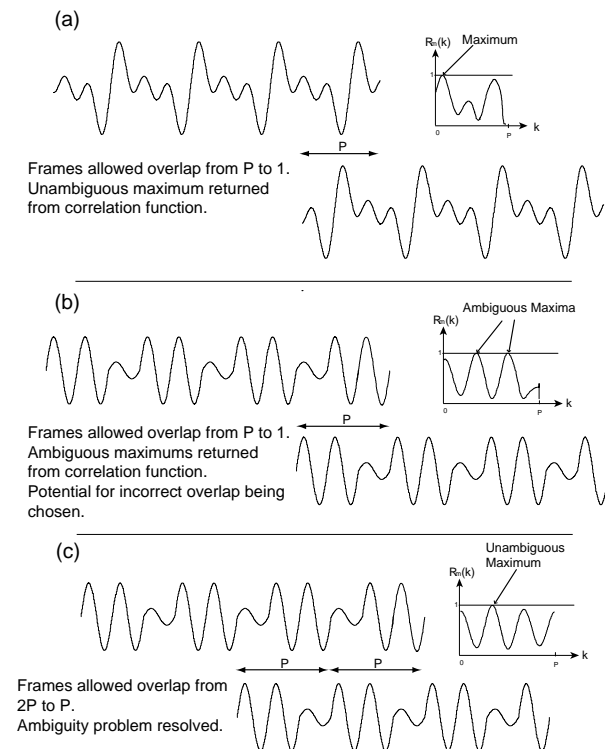 (a)
Rm(k)
Maximum
1
0
P
k
P
Frames allowed overlap from P to 1.
Unambiguous maximum returned
from correlation function.
(b)
Ambiguous Maxima
Rm(k)
1
0
P
k
P
Frames allowed overlap from P to 1.
Ambiguous maximums returned
from correlation function.
Potential for incorrect overlap being
chosen.
(c)
Unambiguous
Maximum
Rm(k)
1
0
P
k
P P
Frames allowed overlap from
2P to P.
Ambiguity problem resolved.